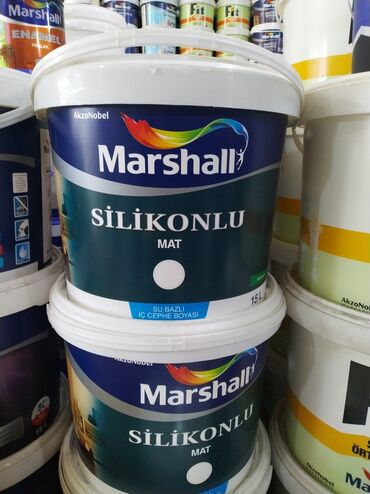 Marshall
ENAMEL
Fit
Fit
AkzoNobel
Marshall
SİLİKONLU
MAT
SU BAZLI
İÇ CEPHE BOYASI
15 L
AkzoNobel
Marshall
SİLİKONLU
MAT
AkzoNobel